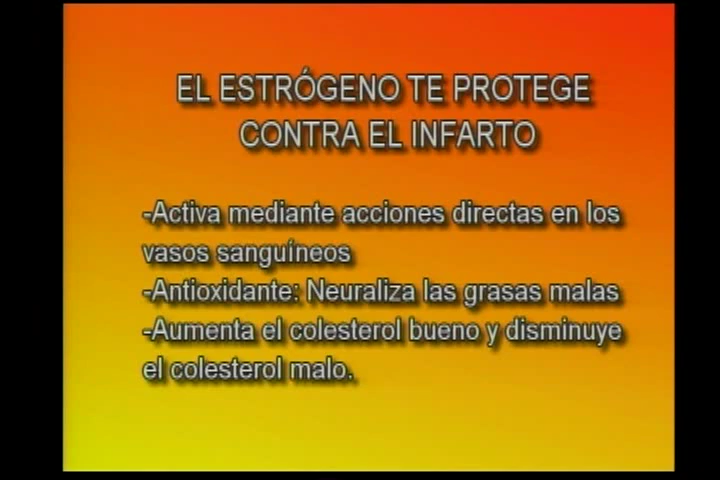 EL ESTRÓGENO TE PROTEGE
CONTRA EL INFARTO
-Activa mediante acciones directas en los
vasos sanguíneos
-Antioxidante: Neuraliza las grasas malas
-Aumenta el colesterol bueno y disminuye
el colesterol malo.